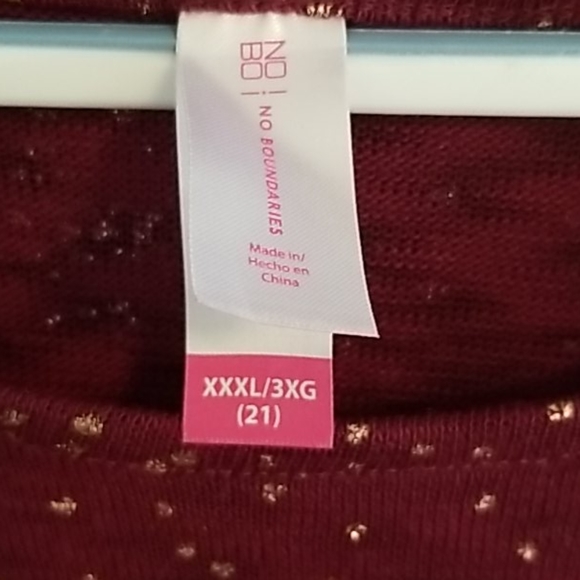 NO!
BO!
NO BOUNDARIES
Made in/
Hecho en
China
XXXL/3XG
(21)